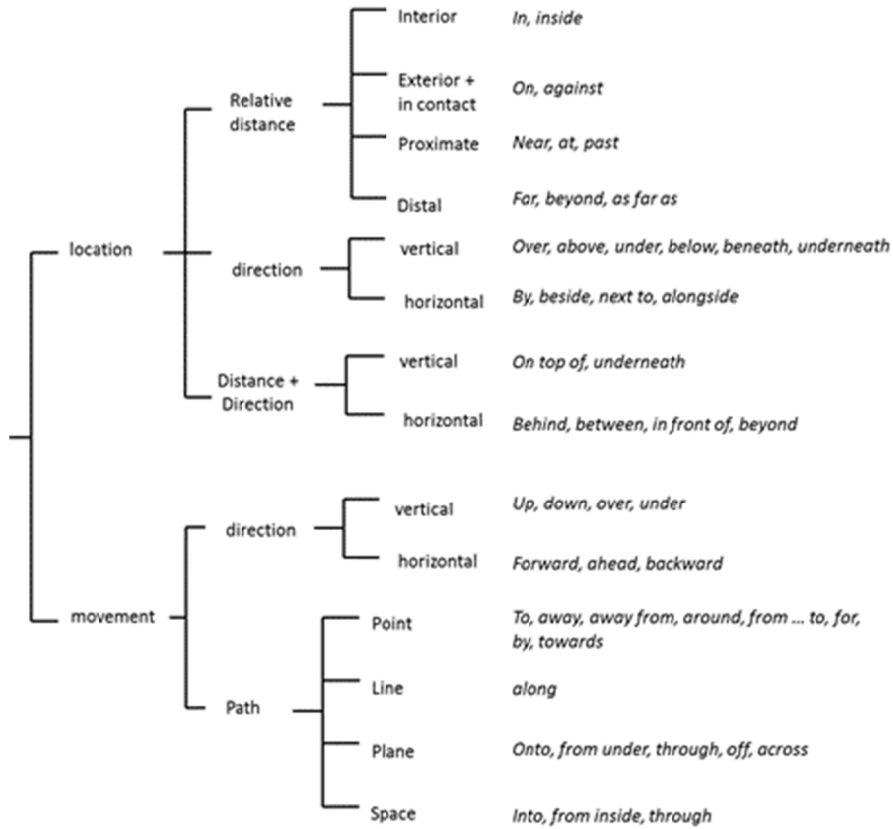 Interior In, inside
Exterior +
in contact On, against
Relative
distance
Proximate Near, at, past
Distal Far, beyond, as far as
location
vertical Over, above, under, below, beneath, underneath
direction
horizontal By, beside, next to, alongside
vertical On top of, underneath
Distance +
Direction
horizontal Behind, between, in front of, beyond
vertical Up, down, over, under
direction
horizontal Forward, ahead, backward
movement
Point To, away, away from, around, from ... to, for,
by, towards
Line along
Path
Plane Onto, from under, through, off, across
Space Into, from inside, through